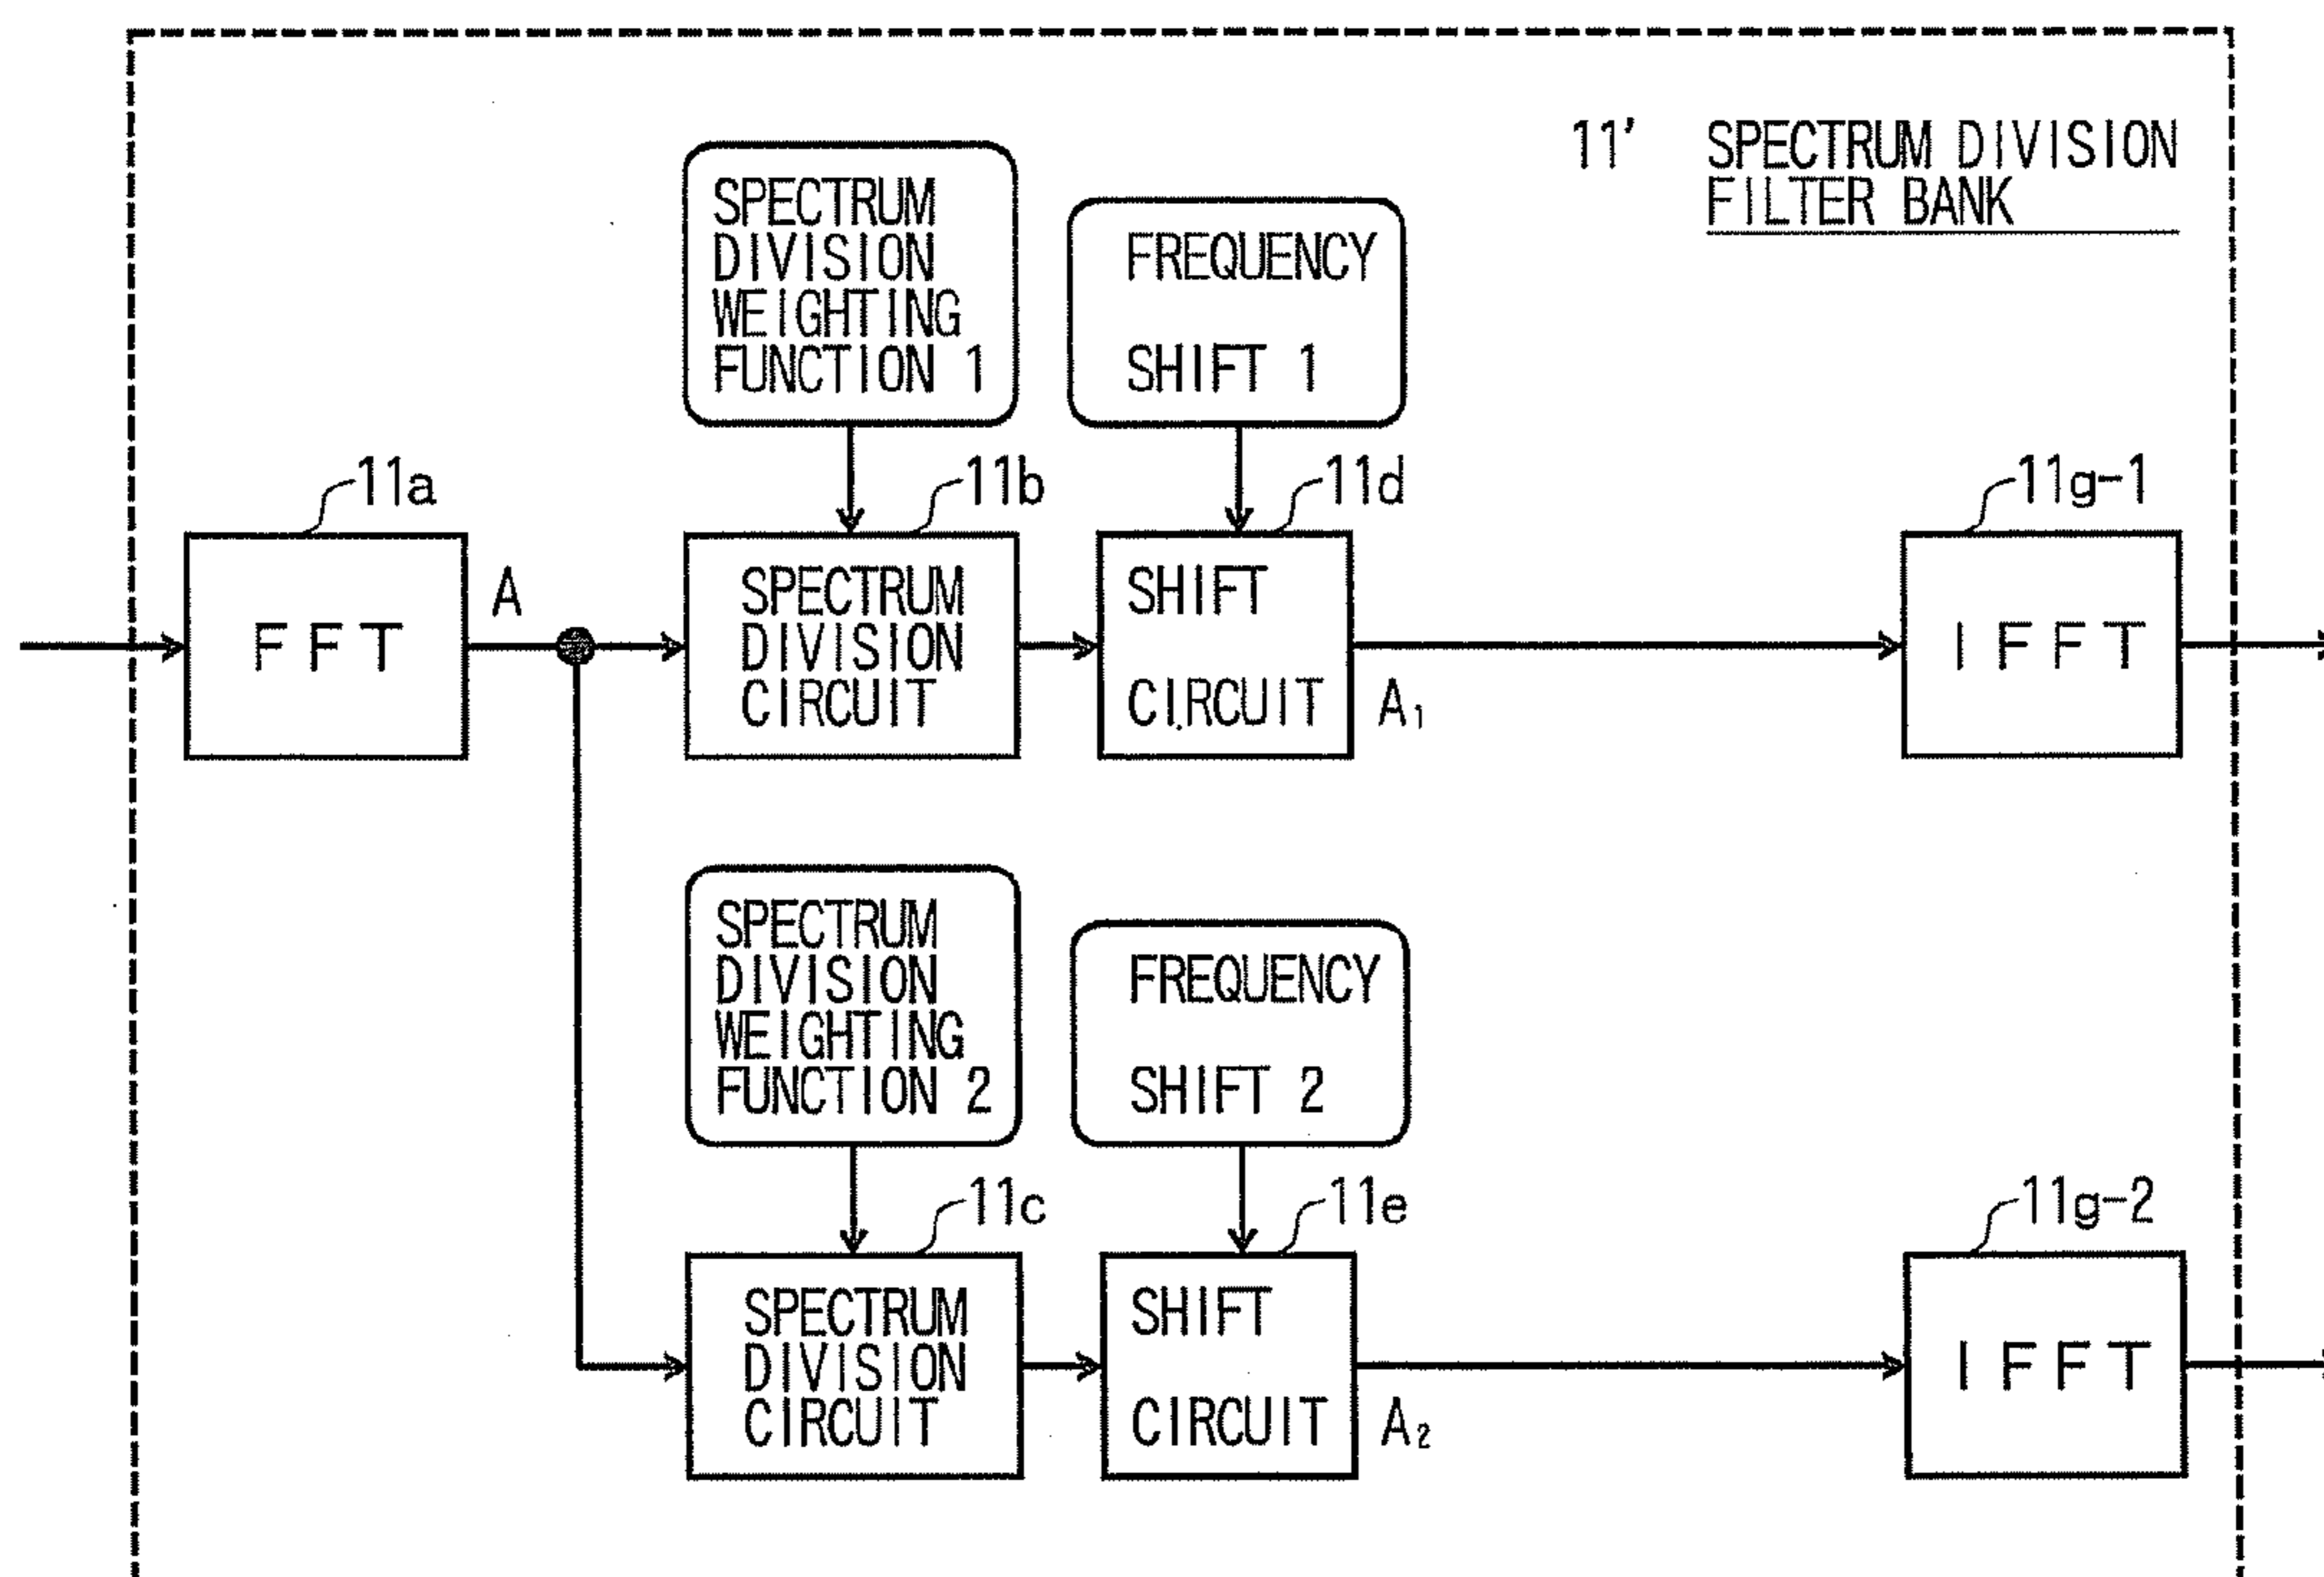 11' SPECTRUM DIVISION
FILTER BANK
SPECTRUM
DIVISION
WEIGHTING
FUNCTION 1
FREQUENCY
SHIFT 1
11a
11b
11d
11g-1
FFT
A
SPECTRUM
DIVISION
CIRCUIT
SHIFT
CIRCUIT
A₁
IFFT
SPECTRUM
DIVISION
WEIGHTING
FUNCTION 2
FREQUENCY
SHIFT 2
11c
11e
11g-2
SPECTRUM
DIVISION
CIRCUIT
SHIFT
CIRCUIT
A₂
IFFT